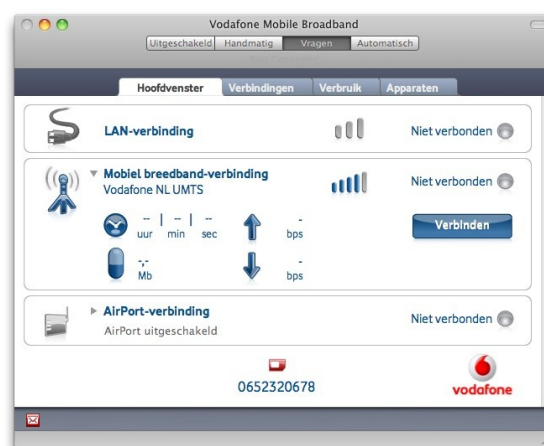 Vodafone Mobile Broadband
Uitgeschakeld Handmatig Vragen Automatisch
Hoofdvenster Verbindingen Verbruik Apparaten
LAN-verbinding Niet verbonden
Mobiel breedband-verbinding Niet verbonden
Vodafone NL UMTS
-- | -- | -- -
uur min sec bps
Verbinden
-,- -
Mb bps
AirPort-verbinding Niet verbonden
AirPort uitgeschakeld
0652320678
vodafone